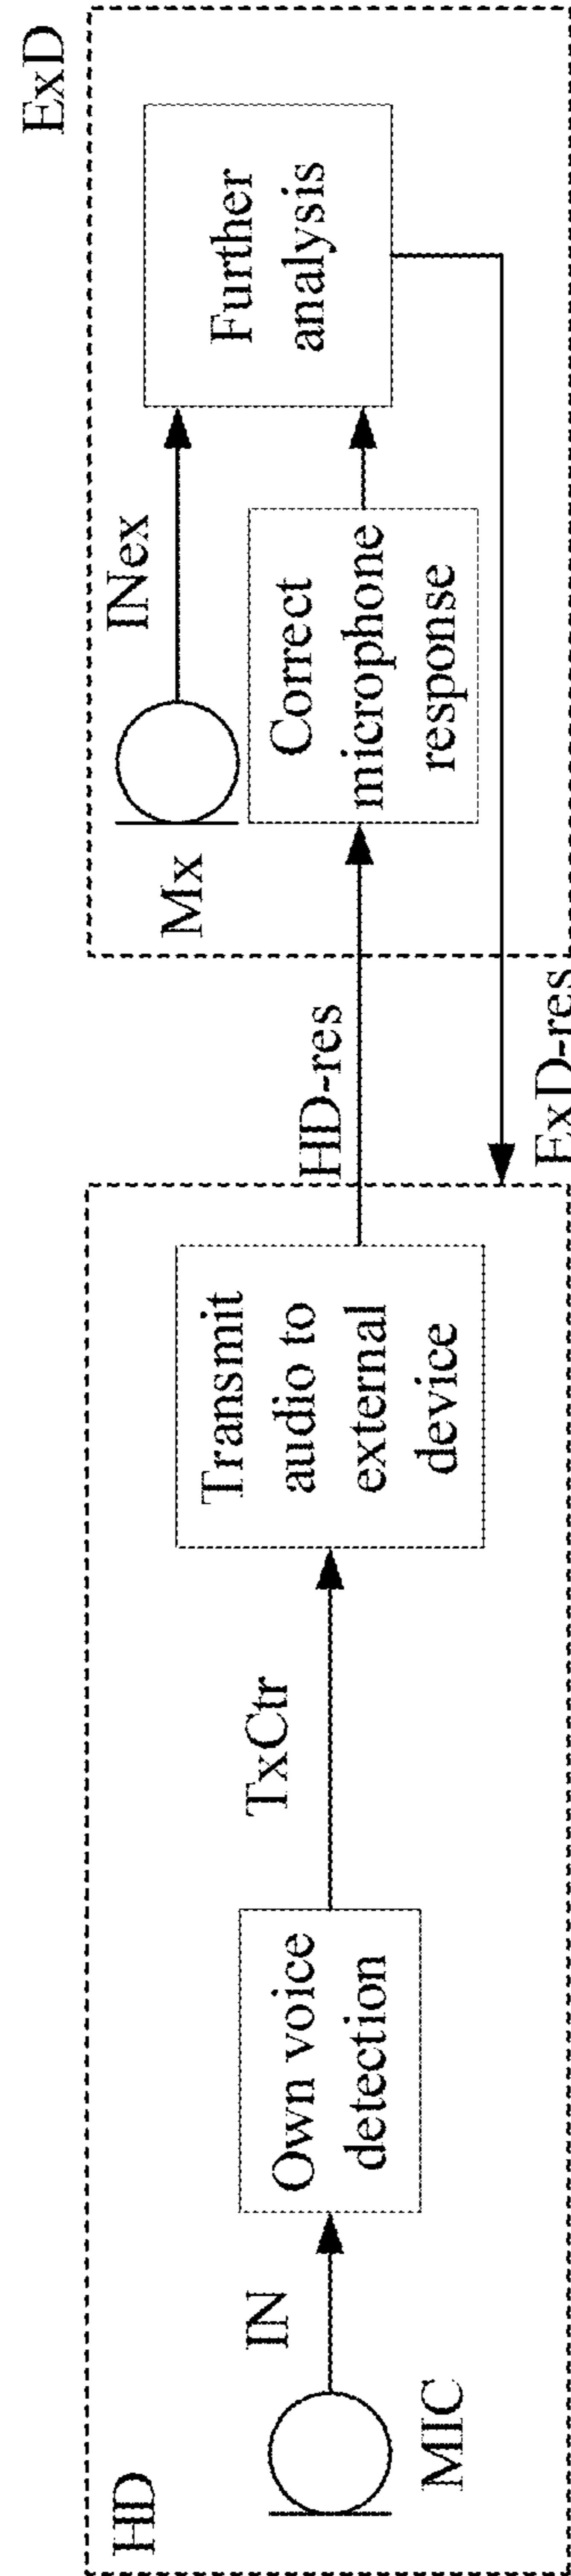 HD
MIC
IN
Own voice
detection
TxCtr
Transmit
audio to
external
device
HD-res
ExD-res
ExD
Mx
INex
Correct
microphone
response
Further
analysis